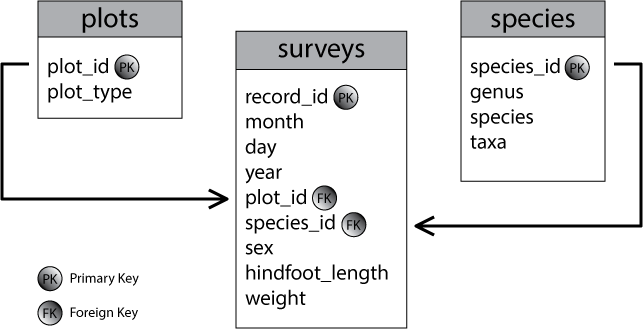 plots
plot_id PK
plot_type
surveys
record_id PK
month
day
year
plot_id FK
species_id FK
sex
hindfoot_length
weight
species
species_id PK
genus
species
taxa
PK Primary Key
FK Foreign Key